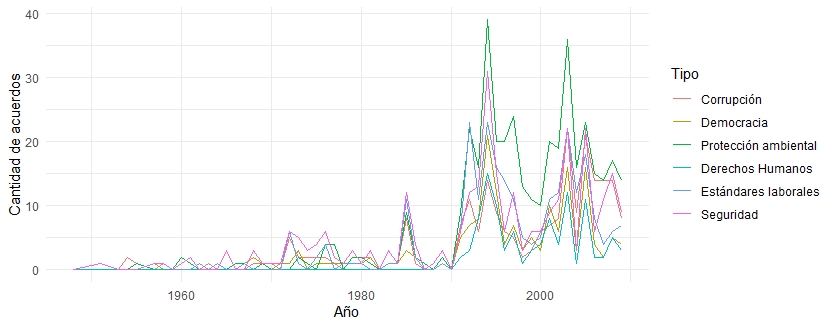 40
30
20
10
0
Cantidad de acuerdos
1960
1980
2000
Año
Tipo
Corrupción
Democracia
Protección ambiental
Derechos Humanos
Estándares laborales
Seguridad